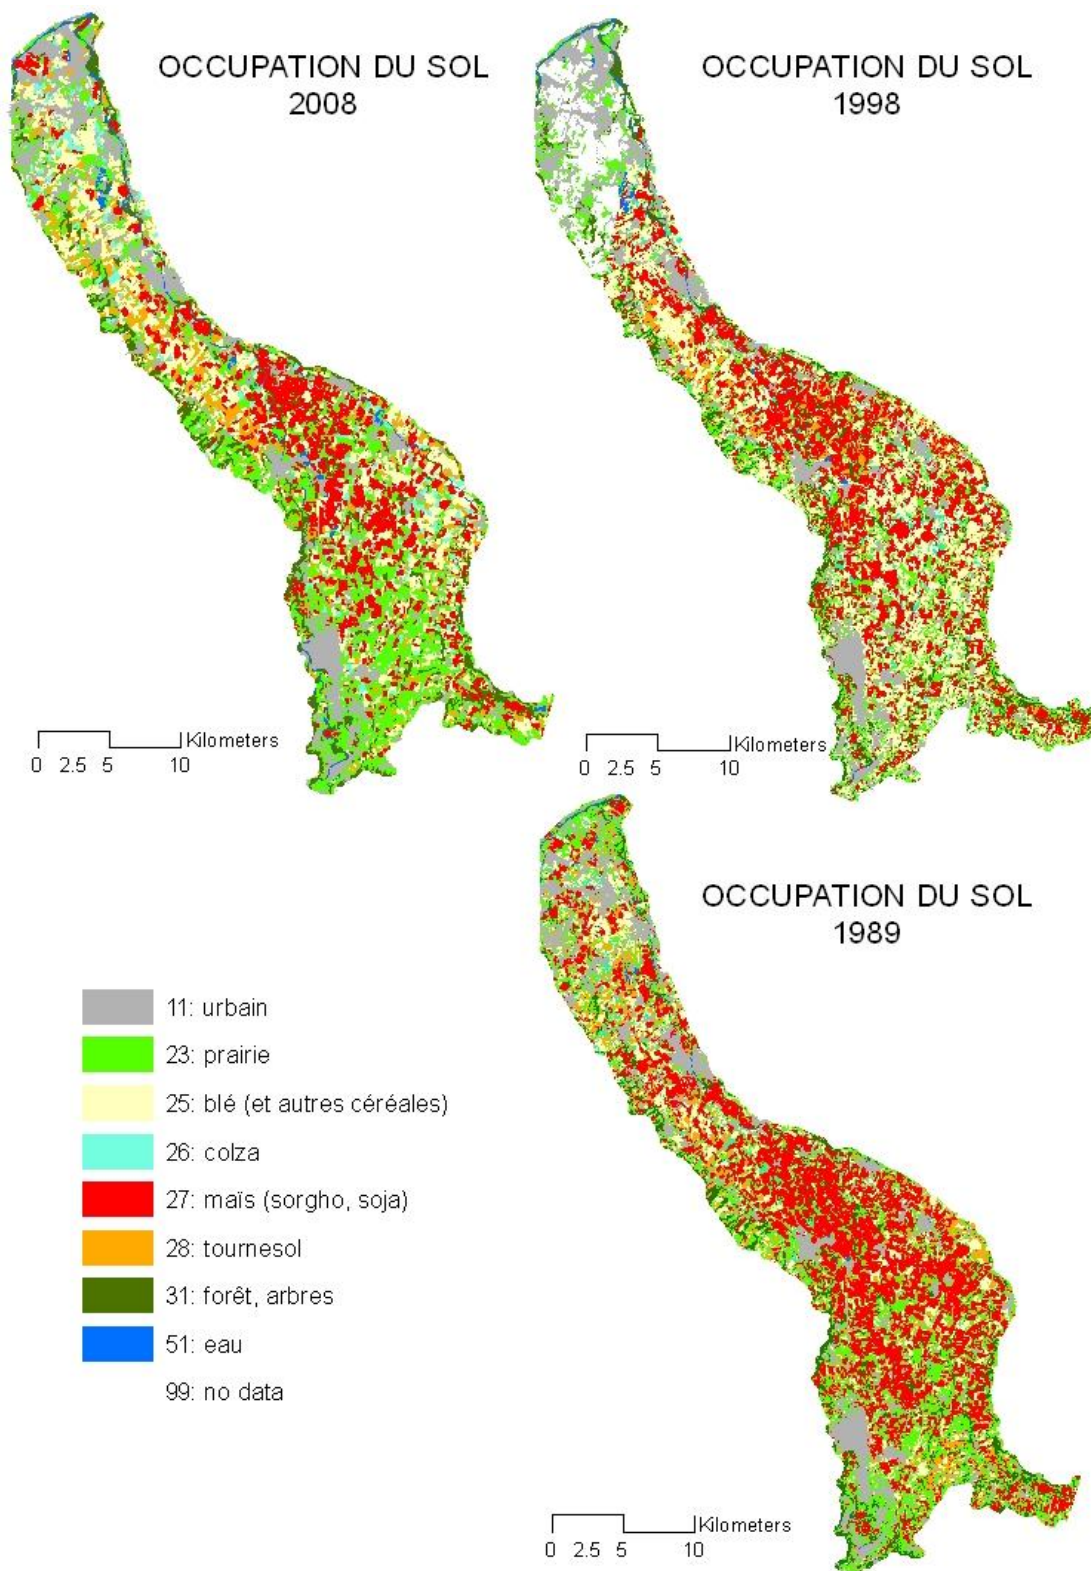 OCCUPATION DU SOL
2008
OCCUPATION DU SOL
1998
Kilometers
0 2.5 5 10
Kilometers
0 2.5 5 10
OCCUPATION DU SOL
1989
11: urbain
23: prairie
25: blé (et autres céréales)
26: colza
27: maïs (sorgho, soja)
28: tournesol
31: forêt, arbres
51: eau
99: no data
Kilometers
0 2.5 5 10